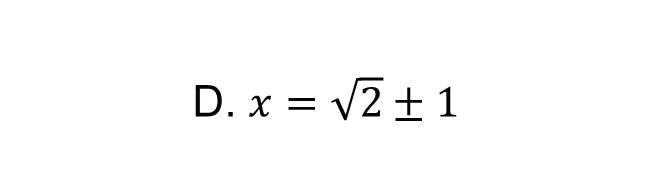 D. x = √2 ± 1